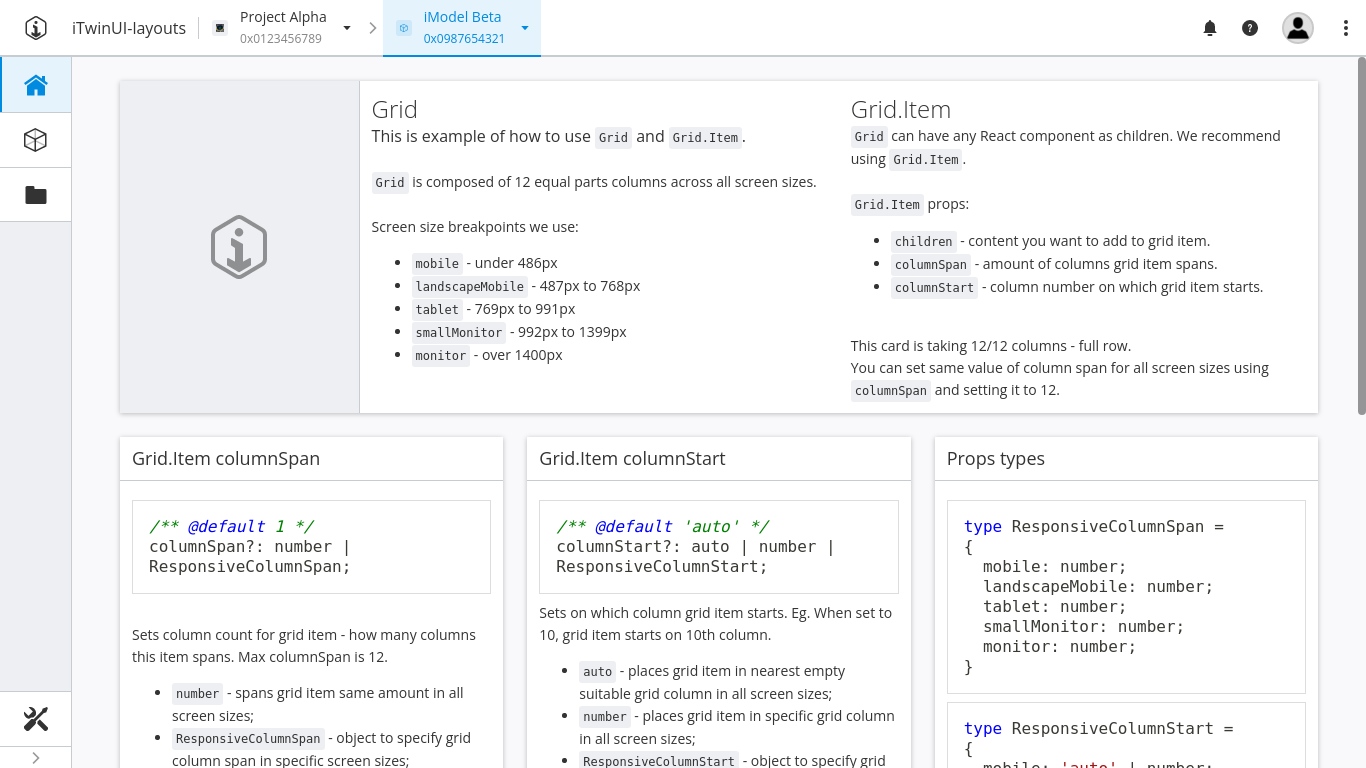 iTwinUI-layouts
Project Alpha
0x0123456789
iModel Beta
0x0987654321
Grid
This is example of how to use Grid and Grid.Item.
Grid is composed of 12 equal parts columns across all screen sizes.
Screen size breakpoints we use:
mobile - under 486px
landscapeMobile - 487px to 768px
tablet - 769px to 991px
smallMonitor - 992px to 1399px
monitor - over 1400px
Grid.Item
Grid can have any React component as children. We recommend
using Grid.Item.
Grid.Item props:
children - content you want to add to grid item.
columnSpan - amount of columns grid item spans.
columnStart - column number on which grid item starts.
This card is taking 12/12 columns - full row.
You can set same value of column span for all screen sizes using
columnSpan and setting it to 12.
Grid.Item columnSpan
/** @default 1 */
columnSpan?: number |
ResponsiveColumnSpan;
Sets column count for grid item - how many columns
this item spans. Max columnSpan is 12.
number - spans grid item same amount in all
screen sizes;
ResponsiveColumnSpan - object to specify grid
column span in specific screen sizes;
Grid.Item columnStart
/** @default 'auto' */
columnStart?: auto | number |
ResponsiveColumnStart;
Sets on which column grid item starts. Eg. When set to
10, grid item starts on 10th column.
auto - places grid item in nearest empty
suitable grid column in all screen sizes;
number - places grid item in specific grid column
in all screen sizes;
ResponsiveColumnStart - object to specify grid
Props types
type ResponsiveColumnSpan =
{
mobile: number;
landscapeMobile: number;
tablet: number;
smallMonitor: number;
monitor: number;
}
type ResponsiveColumnStart =
{
mobile: 'auto' | number;